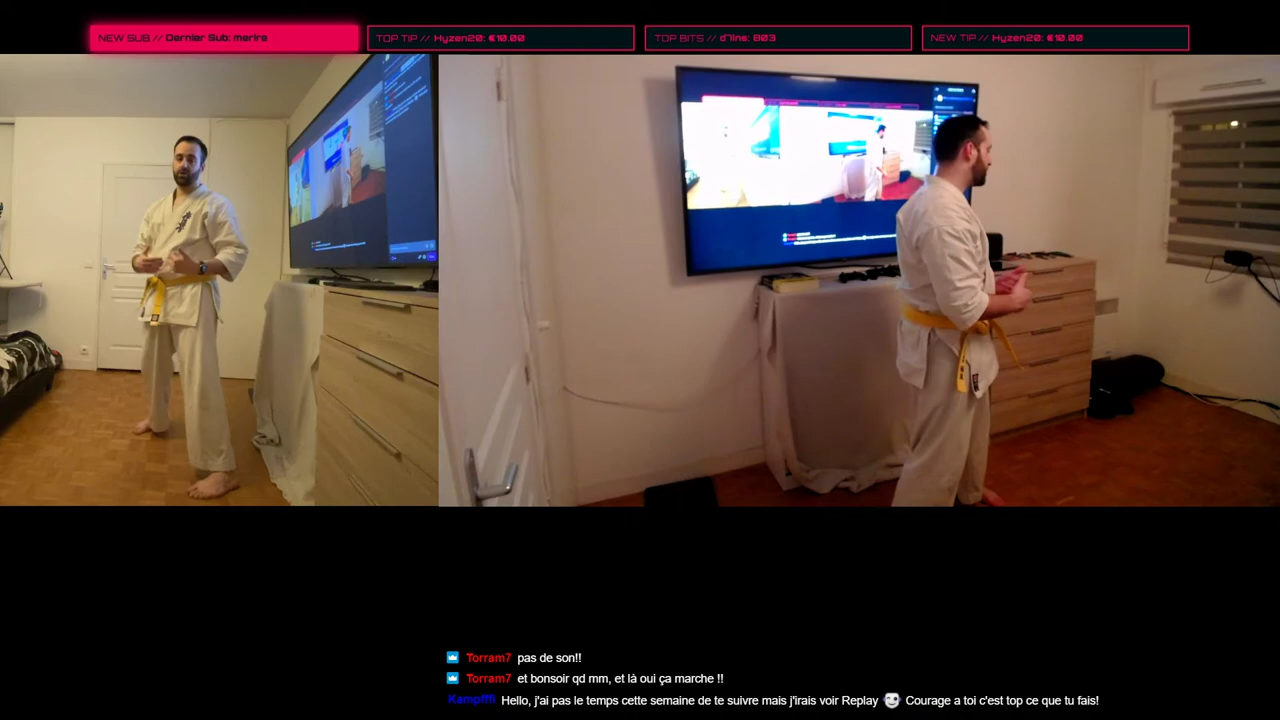 NEW SUB // Dernier Sub: merire
TOP TIP // Hyzen20: €10.00
TOP BITS // d7ins: 803
NEW TIP // Hyzen20: €10.00
Torram7 pas de son!!
Torram7 et bonsoir qd mm, et là oui ça marche !!
Kampfffi Hello, j'ai pas le temps cette semaine de te suivre mais j'irais voir Replay Courage a toi c'est top ce que tu fais!